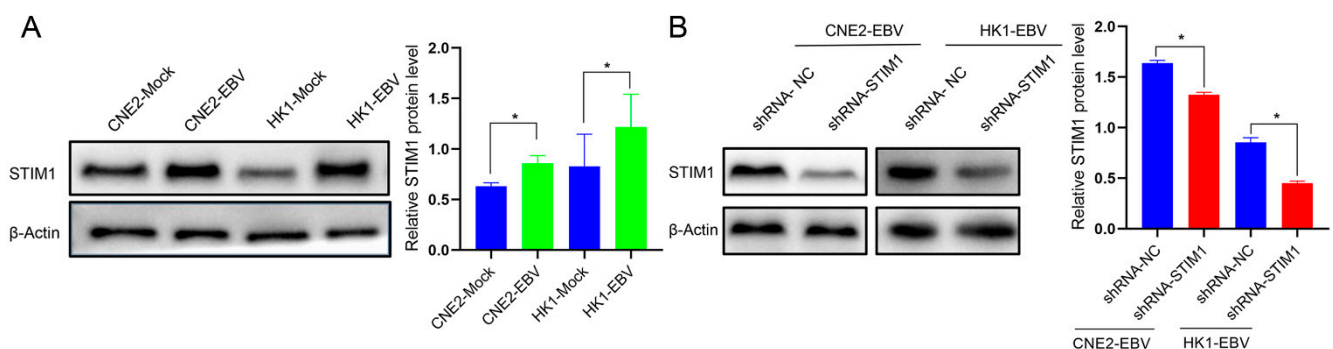 A
CNE2-Mock
CNE2-EBV
HK1-Mock
HK1-EBV
STIM1
β-Actin
Relative STIM1 protein level
2.0
1.5
1.0
0.5
0.0
*
*
CNE2-Mock
CNE2-EBV
HK1-Mock
HK1-EBV
B
CNE2-EBV
HK1-EBV
shRNA- NC
shRNA-STIM1
shRNA- NC
shRNA-STIM1
STIM1
β-Actin
Relative STIM1 protein level
2.0
1.5
1.0
0.5
0.0
*
*
shRNA-NC
shRNA-STIM1
shRNA-NC
shRNA-STIM1
CNE2-EBV
HK1-EBV